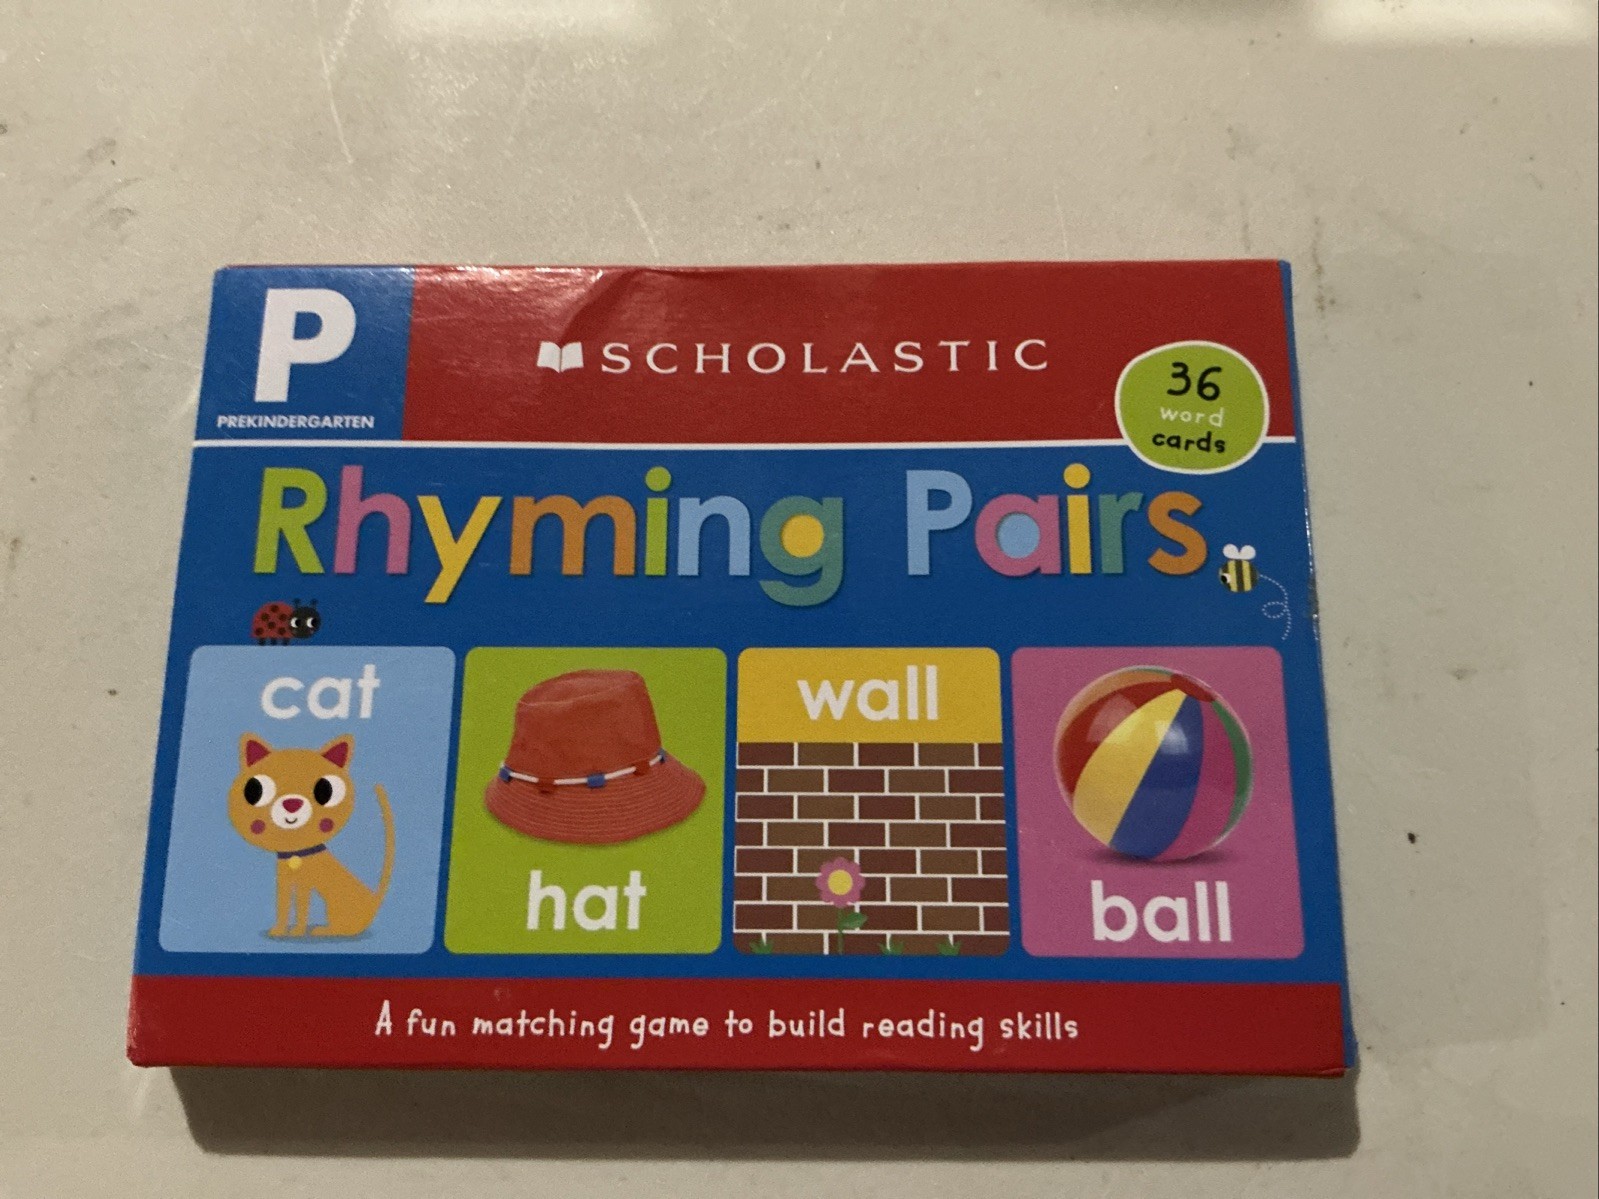 P
PREKINDERGARTEN
SCHOLASTIC
36
word
cards
Rhyming Pairs
cat
hat
wall
ball
A fun matching game to build reading skills